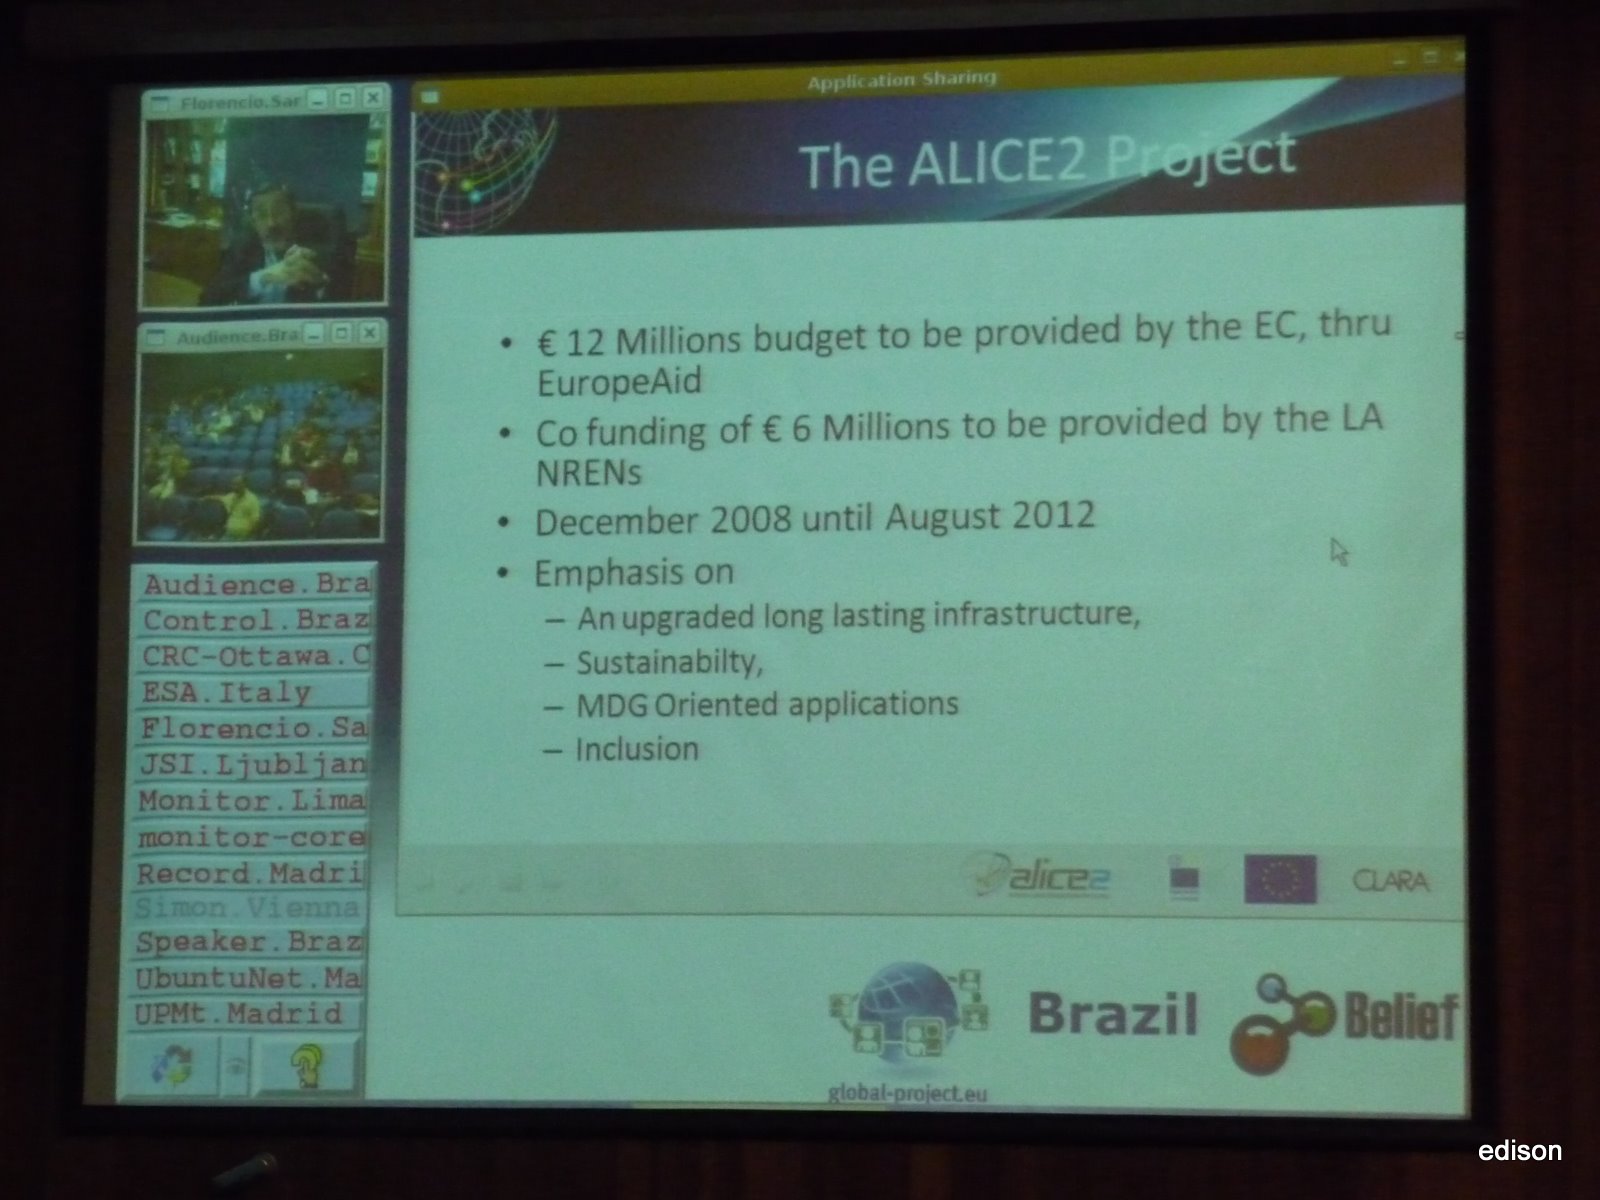 Application Sharing
Florencio.Sar
The ALICE2 Project
Audience.Bra
• € 12 Millions budget to be provided by the EC, thru
EuropeAid
• Co funding of € 6 Millions to be provided by the LA
NRENs
• December 2008 until August 2012
• Emphasis on
– An upgraded long lasting infrastructure,
– Sustainabilty,
– MDG Oriented applications
– Inclusion
Audience.Bra
Control.Braz
CRC-Ottawa.C
ESA.Italy
Florencio.Sa
JSI.Ljubljan
Monitor.Lima
monitor-core
Record.Madri
Simon.Vienna
Speaker.Braz
UbuntuNet.Ma
UPMt.Madrid
alice2
CLARA
global-project.eu
Brazil
Belief
edison